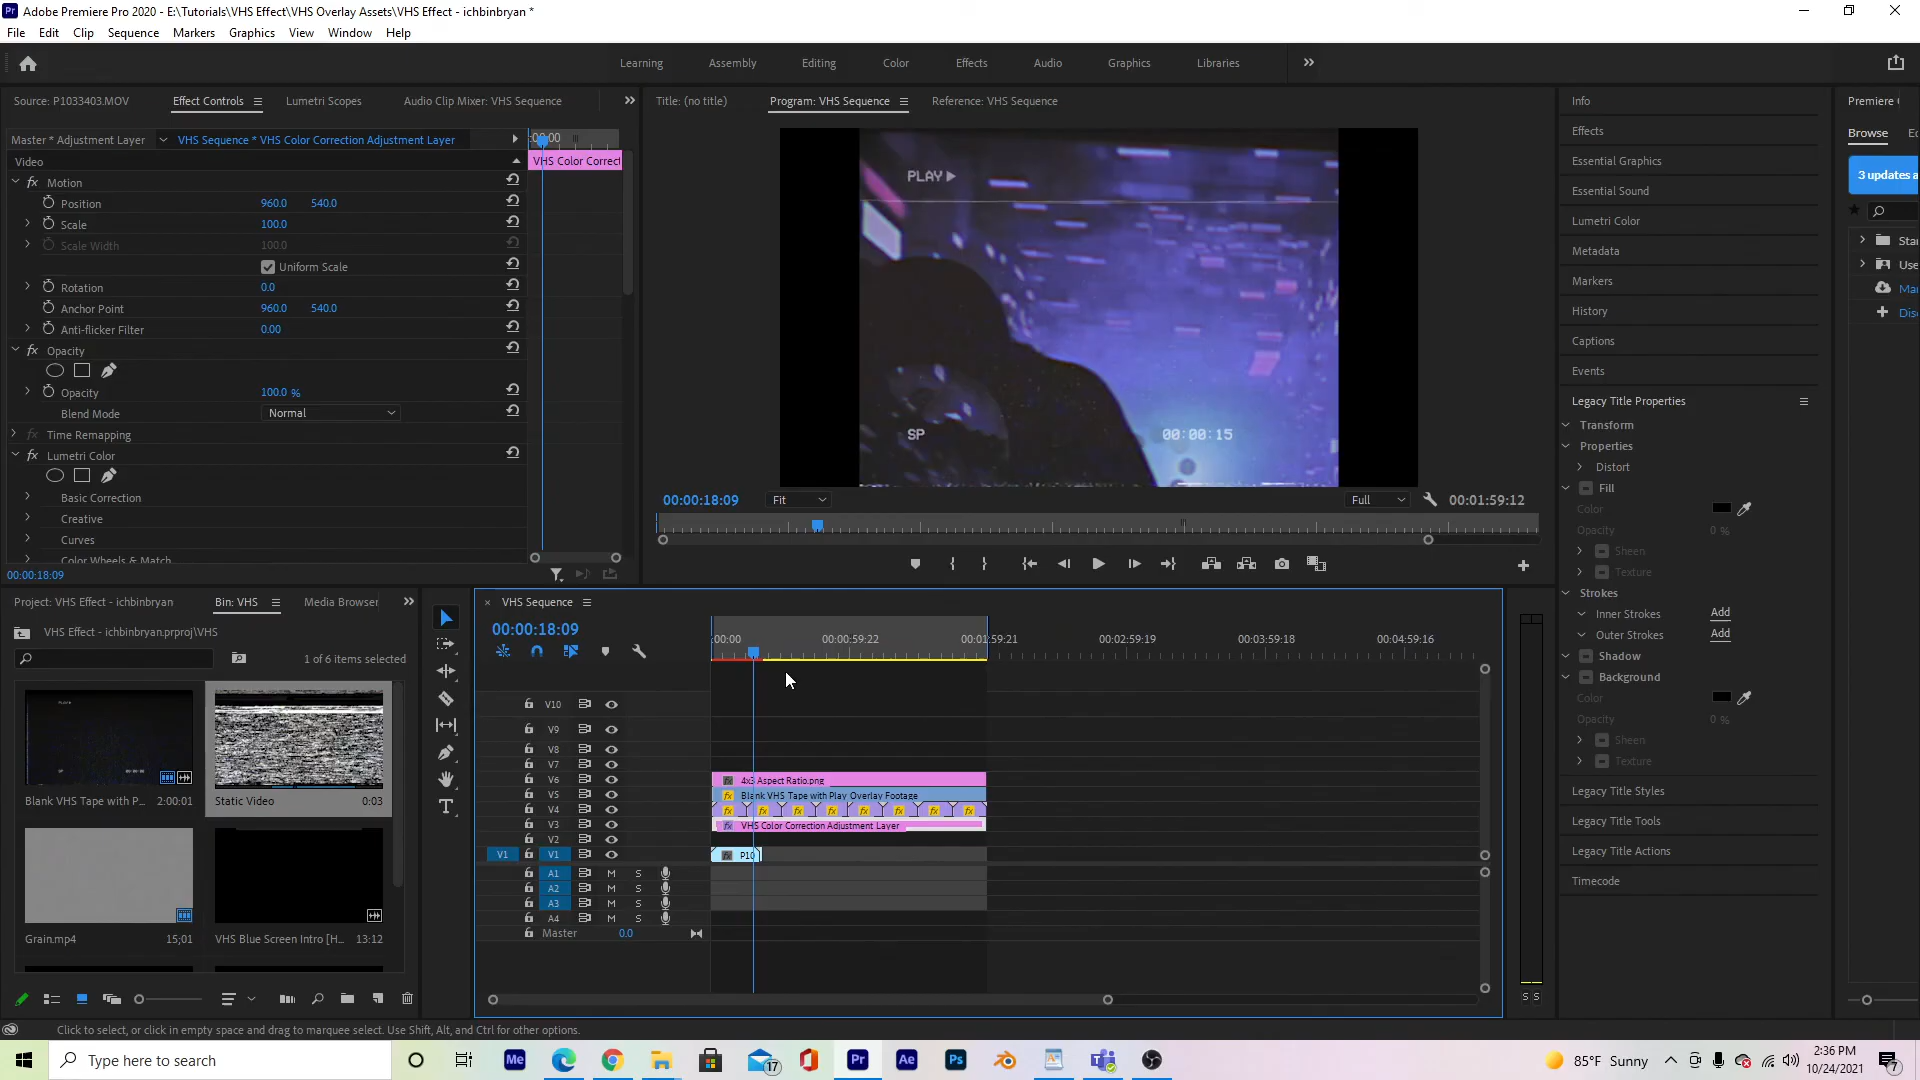 Adobe Premiere Pro 2020 - E:\Tutorials\VHS Effect\VHS Overlay Assets\VHS Effect - ichbinbryan *
File Edit Clip Sequence Markers Graphics View Window Help
Learning Assembly Editing Color Effects Audio Graphics Libraries
Source: P1033403.MOV Effect Controls Lumetri Scopes Audio Clip Mixer: VHS Sequence
Title: (no title) Program: VHS Sequence Reference: VHS Sequence
Master * Adjustment Layer VHS Sequence * VHS Color Correction Adjustment Layer
:00:00
Video
VHS Color Correct
Motion
Position 960.0 540.0
Scale 100.0
Scale Width 100.0
Uniform Scale
Rotation 0.0
Anchor Point 960.0 540.0
Anti-flicker Filter 0.00
Opacity
Opacity 100.0 %
Blend Mode Normal
Time Remapping
Lumetri Color
Basic Correction
Creative
Curves
Color Wheels & Match
00:00:18:09
PLAY
SP 00:00:15
00:00:18:09 Fit Full 00:01:59:12
Info
Effects
Essential Graphics
Essential Sound
Lumetri Color
Metadata
Markers
History
Captions
Events
Legacy Title Properties
Transform
Properties
Distort
Fill
Color
Opacity 0 %
Sheen
Texture
Strokes
Inner Strokes Add
Outer Strokes Add
Shadow
Background
Color
Opacity 0 %
Sheen
Texture
Legacy Title Styles
Legacy Title Tools
Legacy Title Actions
Timecode
Premiere
Browse
3 updates a
Sta
Use
Ma
Disc
Project: VHS Effect - ichbinbryan Bin: VHS Media Browser
VHS Effect - ichbinbryan.prproj\VHS
1 of 6 items selected
Blank VHS Tape with P... 2:00:01
Static Video 0:03
Grain.mp4 15;01
VHS Blue Screen Intro [H... 13:12
VHS Sequence
00:00:18:09
:00:00 00:00:59:22 00:01:59:21 00:02:59:19 00:03:59:18 00:04:59:16
V10
V9
V8
V7
V6 4x3 Aspect Ratio.png
V5 Blank VHS Tape with Play Overlay Footage
V4
V3 VHS Color Correction Adjustment Layer
V2
V1 V1 P10
A1 M S
A2 M S
A3 M S
A4 M S
Master 0.0
S S
Click to select, or click in empty space and drag to marquee select. Use Shift, Alt, and Ctrl for other options.
Type here to search
85°F Sunny
2:36 PM
10/24/2021